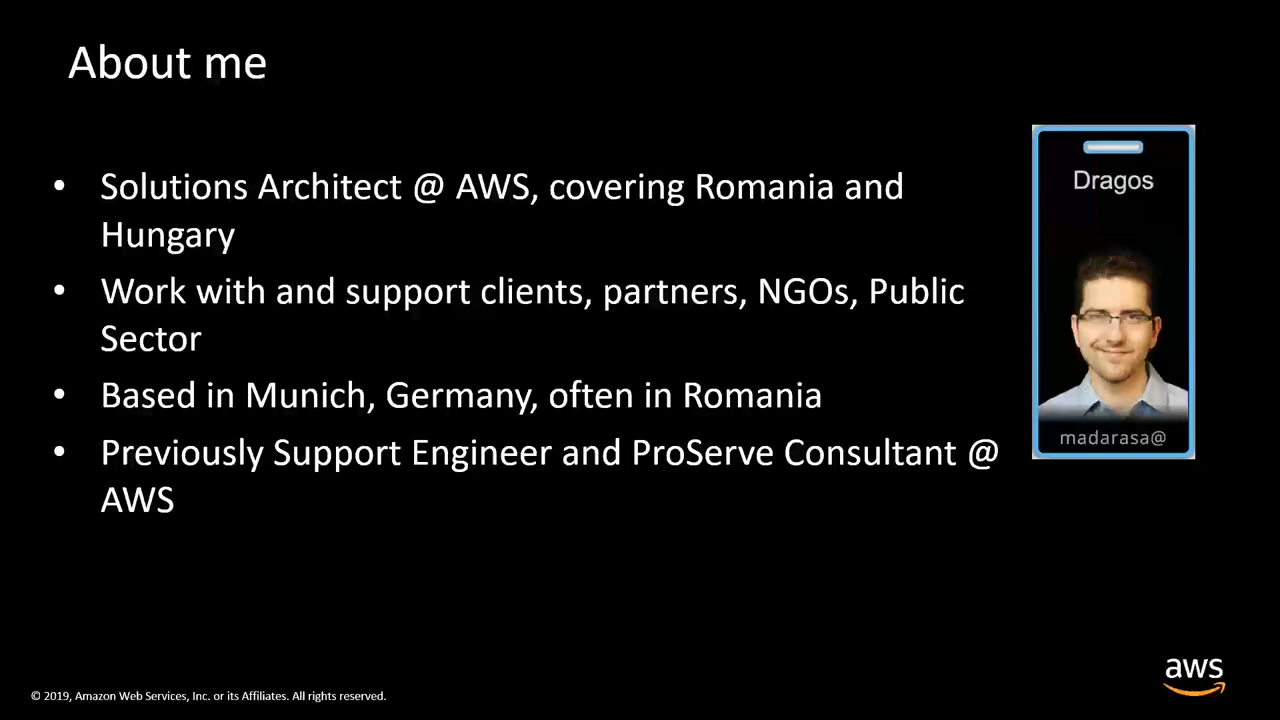 About me
• Solutions Architect @ AWS, covering Romania and
Hungary
• Work with and support clients, partners, NGOs, Public
Sector
• Based in Munich, Germany, often in Romania
• Previously Support Engineer and ProServe Consultant @
AWS
Dragos
madarasa@
© 2019, Amazon Web Services, Inc. or its Affiliates. All rights reserved.
aws